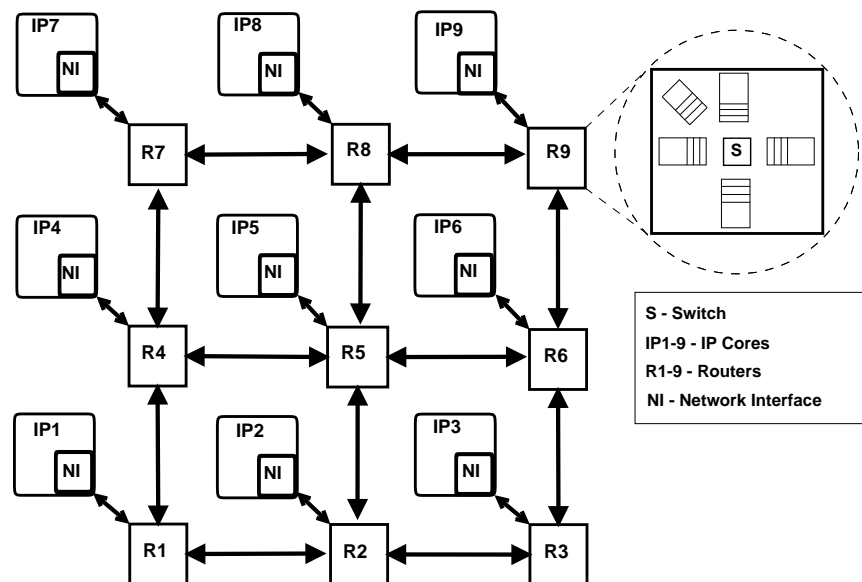 IP7
NI
IP8
NI
IP9
NI
R7
R8
R9
S
IP4
NI
IP5
NI
IP6
NI
R4
R5
R6
S - Switch
IP1-9 - IP Cores
R1-9 - Routers
NI - Network Interface
IP1
NI
IP2
NI
IP3
NI
R1
R2
R3